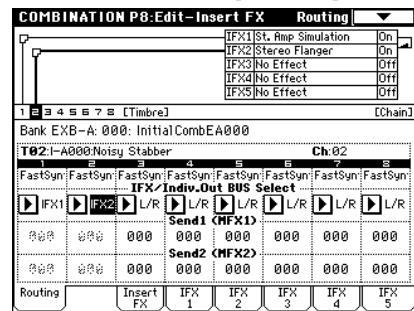 COMBINATION P8:Edit-Insert FX Routing
IFX1 St. Amp Simulation On
IFX2 Stereo Flanger On
IFX3 No Effect Off
IFX4 No Effect Off
IFX5 No Effect Off
1 2 3 4 5 6 7 8 [Timbre] [Chain]
Bank EXB-A: 000: InitialCombEA000
T02:I-A000:Noisy Stabber Ch:02
1 2 3 4 5 6 7 8
FastSyn FastSyn FastSyn FastSyn FastSyn FastSyn FastSyn FastSyn
IFX/Indiv.Out BUS Select
IFX1 IFX2 L/R L/R L/R L/R L/R L/R
Send1 (MFX1)
000 000 000 000 000 000
Send2 (MFX2)
000 000 000 000 000 000
Routing Insert FX IFX 1 IFX 2 IFX 3 IFX 4 IFX 5